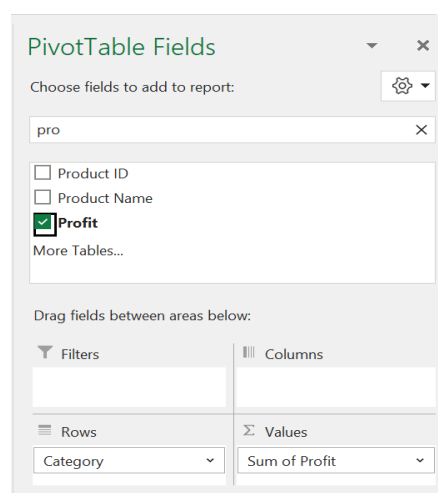 PivotTable Fields
Choose fields to add to report:
pro
Product ID
Product Name
Profit
More Tables...
Drag fields between areas below:
Filters
Columns
Rows
Σ Values
Category
Sum of Profit